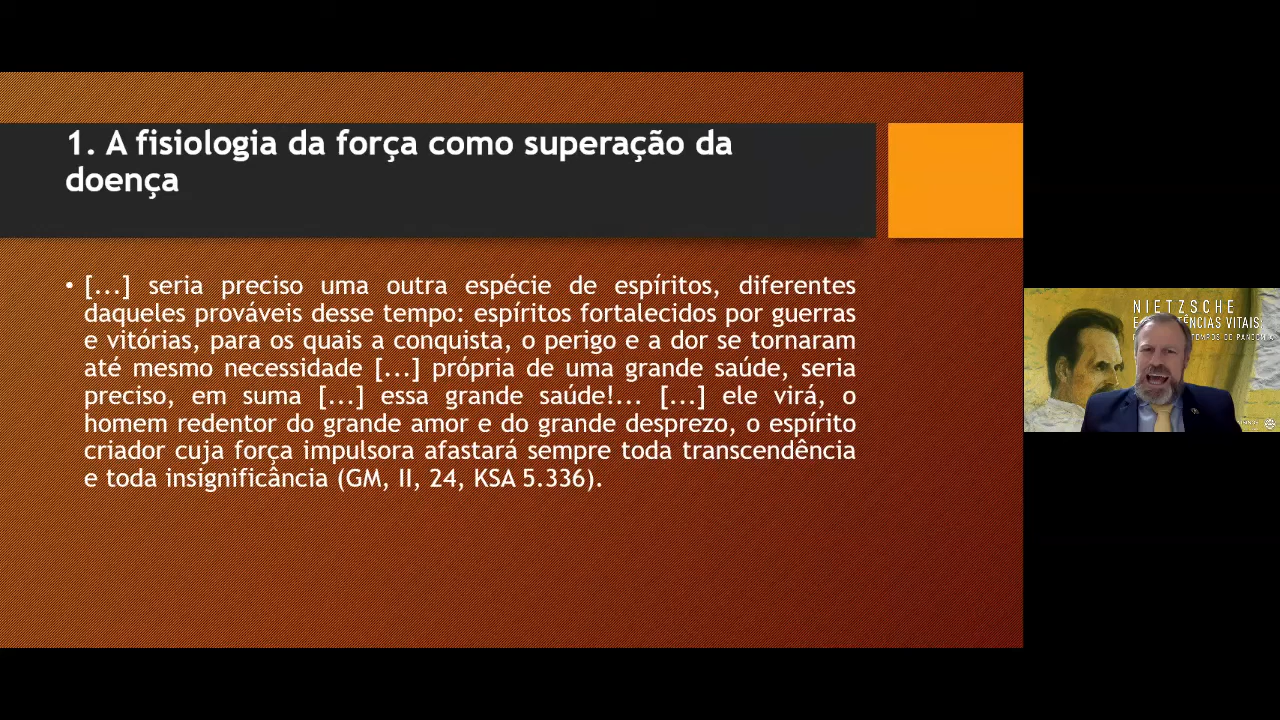 1. A fisiologia da força como superação da
doença
• [...] seria preciso uma outra espécie de espíritos, diferentes
daqueles prováveis desse tempo: espíritos fortalecidos por guerras
e vitórias, para os quais a conquista, o perigo e a dor se tornaram
até mesmo necessidade [...] própria de uma grande saúde, seria
preciso, em suma [...] essa grande saúde!... [...] ele virá, o
homem redentor do grande amor e do grande desprezo, o espírito
criador cuja força impulsora afastará sempre toda transcendência
e toda insignificância (GM, II, 24, KSA 5.336).
NIETZSCHE
E VITAIS
TEMPOS DE PANDEMIA